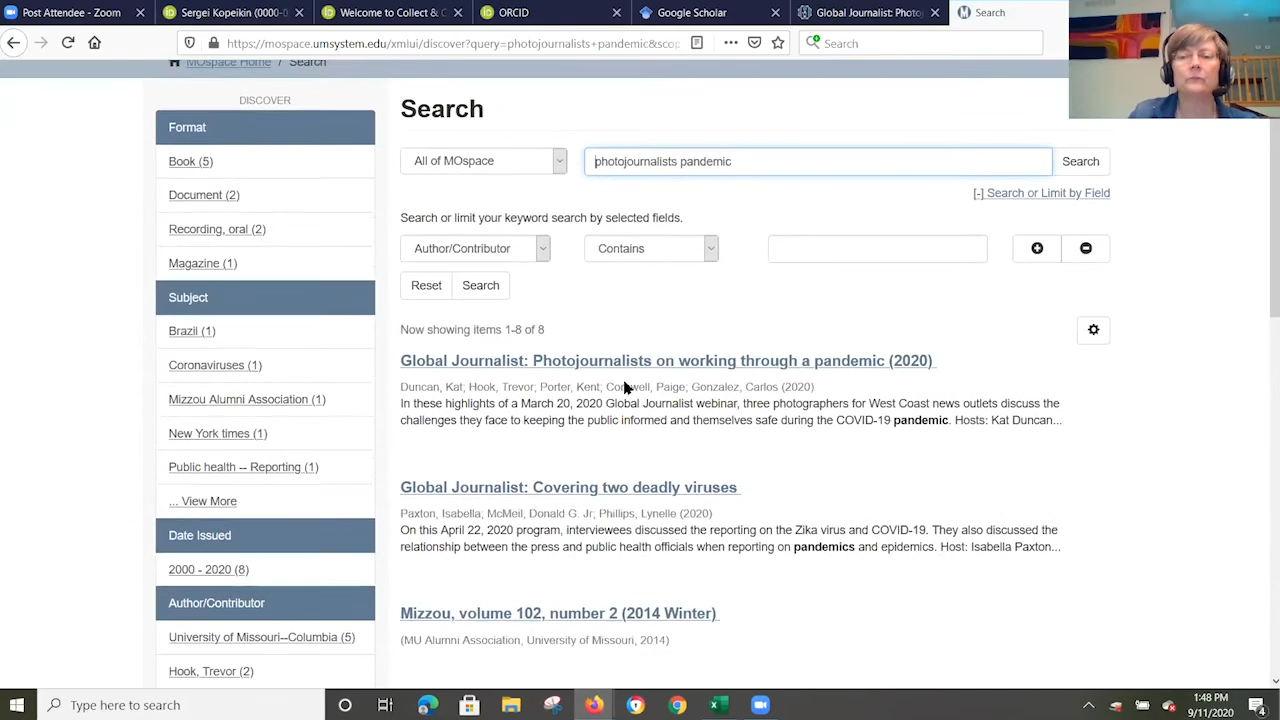 Post Attendee - Zoom
Sergei Kopeikin (0000-0
Welcome to Collect & C
ORCID
Google Scholar
Global Journalist: Photoj
Search
https://mospace.umsystem.edu/xmlui/discover?query=photojournalists+pandemic&scop
Search
MOspace Home / Search
DISCOVER
Format
Book (5)
Document (2)
Recording, oral (2)
Magazine (1)
Subject
Brazil (1)
Coronaviruses (1)
Mizzou Alumni Association (1)
New York times (1)
Public health -- Reporting (1)
... View More
Date Issued
2000 - 2020 (8)
Author/Contributor
University of Missouri--Columbia (5)
Hook, Trevor (2)
Search
All of MOspace
photojournalists pandemic
Search
[-] Search or Limit by Field
Search or limit your keyword search by selected fields.
Author/Contributor
Contains
Reset
Search
Now showing items 1-8 of 8
Global Journalist: Photojournalists on working through a pandemic (2020)
Duncan, Kat; Hook, Trevor; Porter, Kent; Paige; Gonzalez, Carlos (2020)
In these highlights of a March 20, 2020 Global Journalist webinar, three photographers for West Coast news outlets discuss the
challenges they face to keeping the public informed and themselves safe during the COVID-19 pandemic. Hosts: Kat Duncan...
Global Journalist: Covering two deadly viruses
Paxton, Isabella; McMeil, Donald G. Jr; Phillips, Lynelle (2020)
On this April 22, 2020 program, interviewees discussed the reporting on the Zika virus and COVID-19. They also discussed the
relationship between the press and public health officials when reporting on pandemics and epidemics. Host: Isabella Paxton...
Mizzou, volume 102, number 2 (2014 Winter)
(MU Alumni Association, University of Missouri, 2014)
Type here to search
1:48 PM
9/11/2020
4